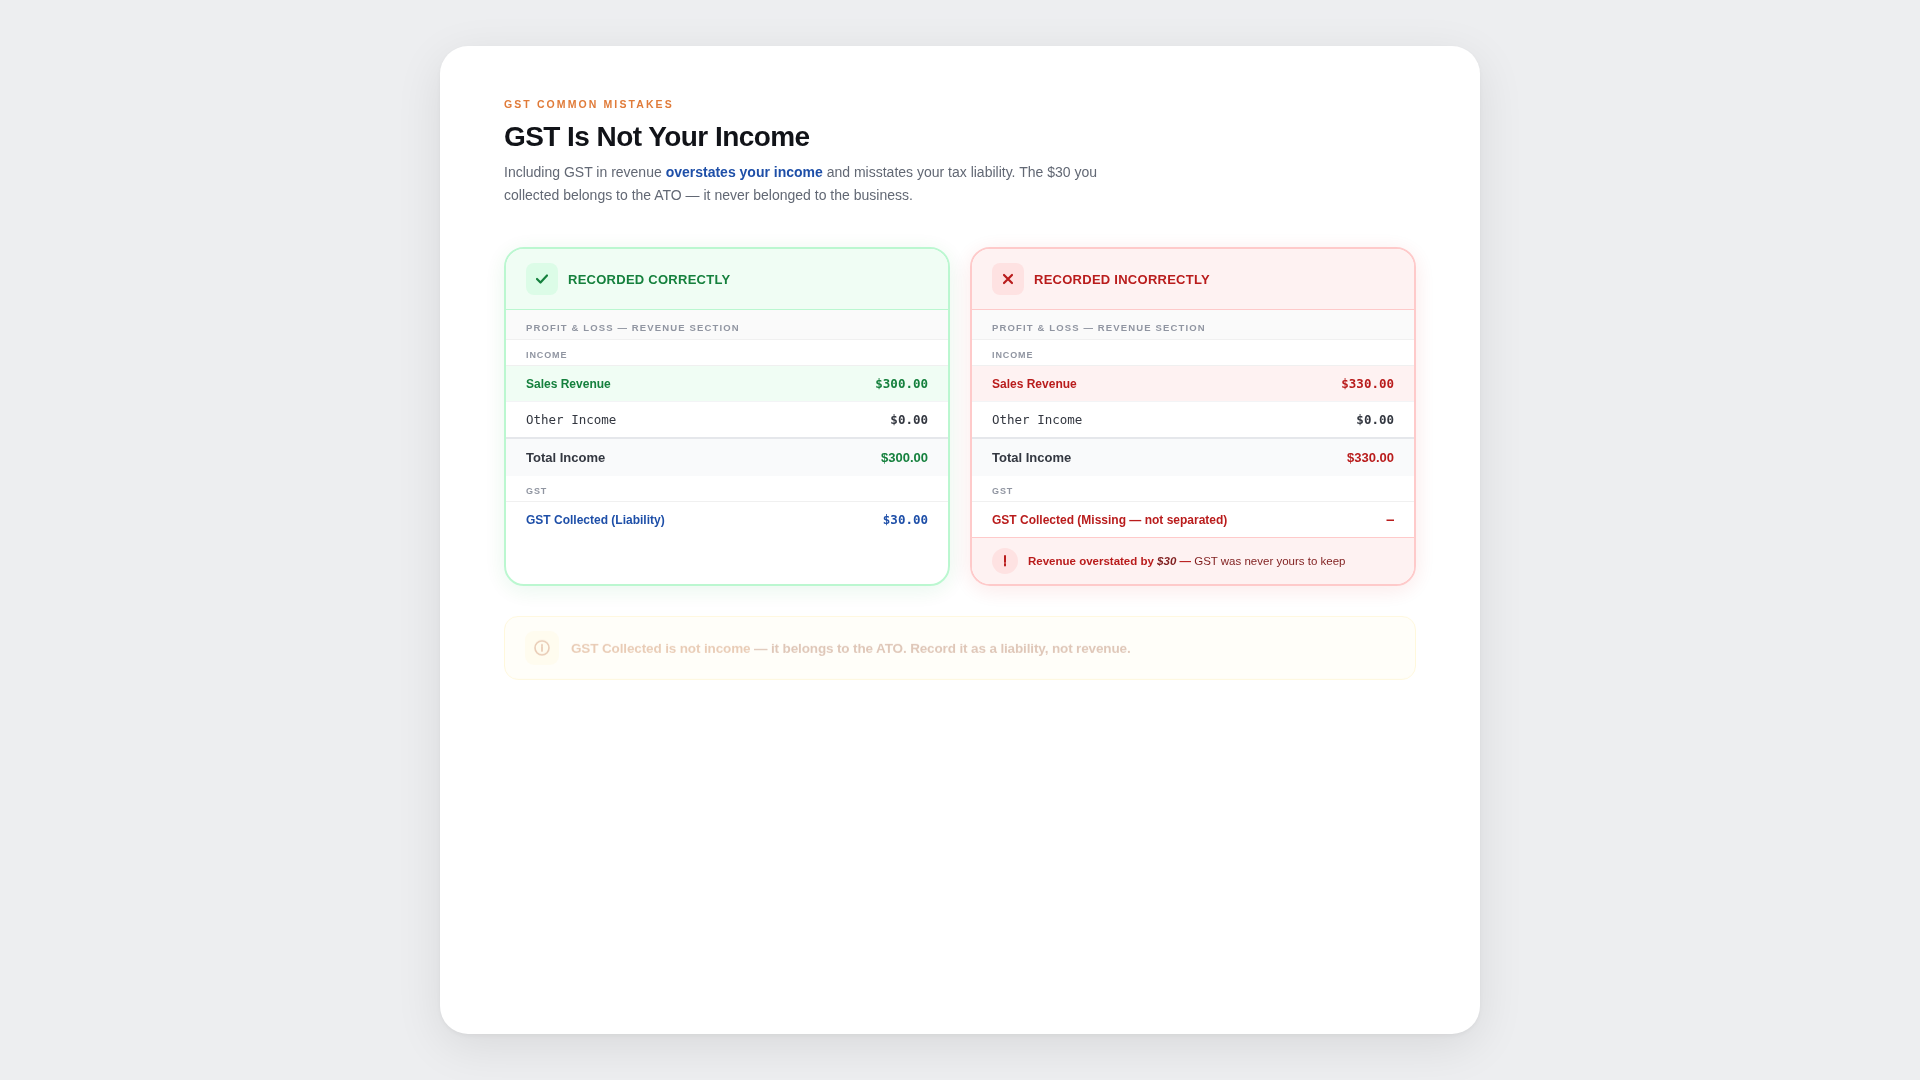 GST COMMON MISTAKES
GST Is Not Your Income
Including GST in revenue overstates your income and misstates your tax liability. The $30 you
collected belongs to the ATO — it never belonged to the business.
RECORDED CORRECTLY
PROFIT & LOSS — REVENUE SECTION
INCOME
Sales Revenue $300.00
Other Income $0.00
Total Income $300.00
GST
GST Collected (Liability) $30.00
RECORDED INCORRECTLY
PROFIT & LOSS — REVENUE SECTION
INCOME
Sales Revenue $330.00
Other Income $0.00
Total Income $330.00
GST
GST Collected (Missing — not separated) —
Revenue overstated by $30 — GST was never yours to keep
GST Collected is not income — it belongs to the ATO. Record it as a liability, not revenue.